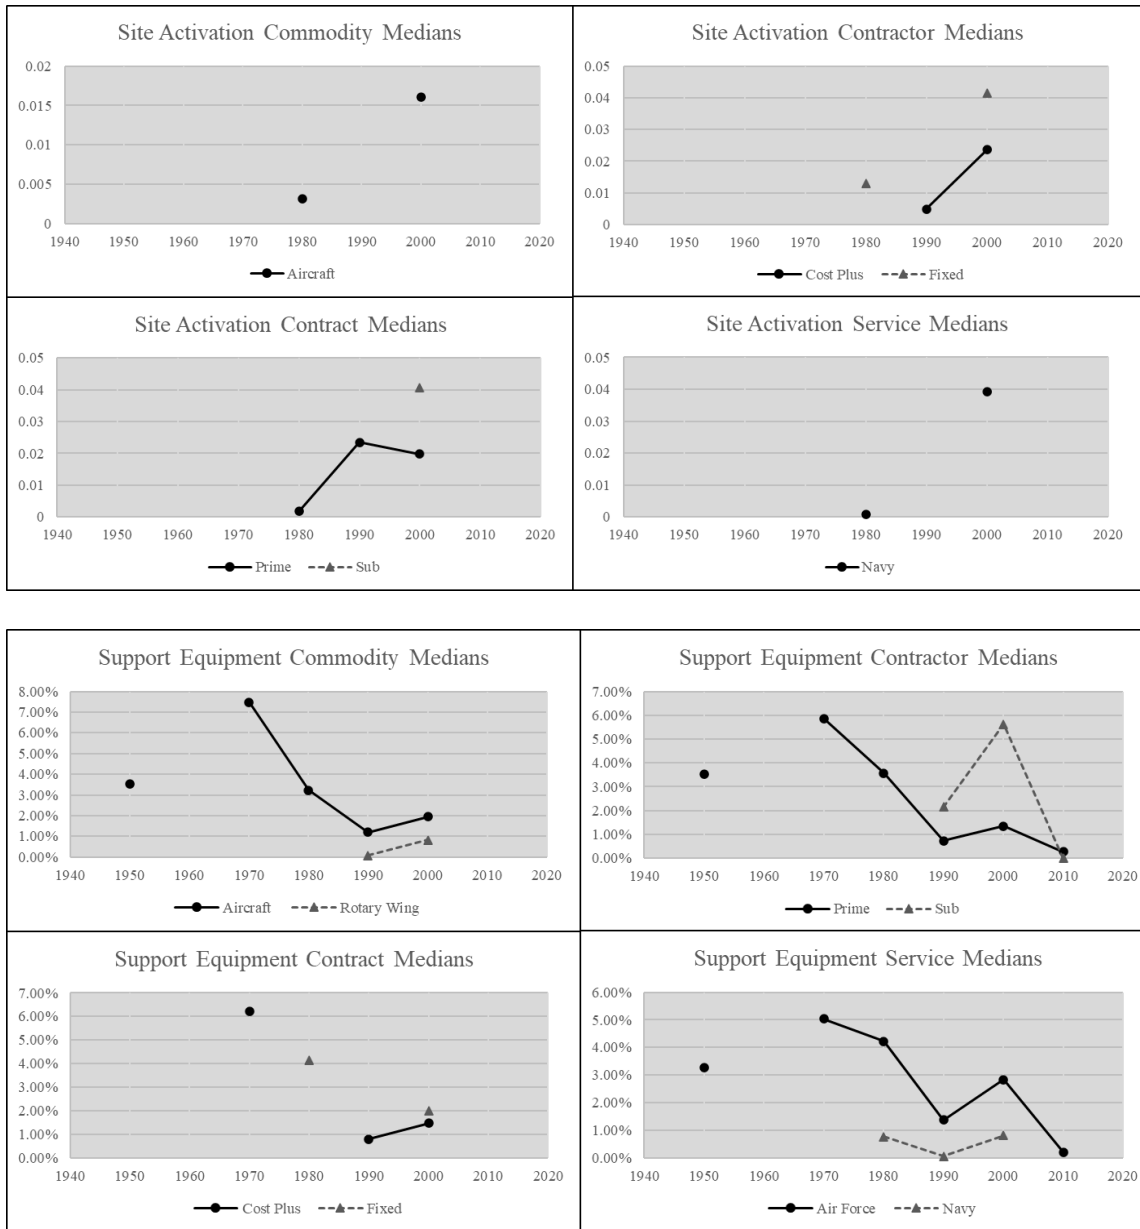 Site Activation Commodity Medians
0.02
0.015
0.01
0.005
0
1940 1950 1960 1970 1980 1990 2000 2010 2020
Aircraft
Site Activation Contractor Medians
0.05
0.04
0.03
0.02
0.01
0
1940 1950 1960 1970 1980 1990 2000 2010 2020
Cost Plus Fixed
Site Activation Contract Medians
0.05
0.04
0.03
0.02
0.01
0
1940 1950 1960 1970 1980 1990 2000 2010 2020
Prime Sub
Site Activation Service Medians
0.05
0.04
0.03
0.02
0.01
0
1940 1950 1960 1970 1980 1990 2000 2010 2020
Navy
Support Equipment Commodity Medians
8.00%
7.00%
6.00%
5.00%
4.00%
3.00%
2.00%
1.00%
0.00%
1940 1950 1960 1970 1980 1990 2000 2010 2020
Aircraft Rotary Wing
Support Equipment Contractor Medians
7.00%
6.00%
5.00%
4.00%
3.00%
2.00%
1.00%
0.00%
1940 1950 1960 1970 1980 1990 2000 2010 2020
Prime Sub
Support Equipment Contract Medians
7.00%
6.00%
5.00%
4.00%
3.00%
2.00%
1.00%
0.00%
1940 1950 1960 1970 1980 1990 2000 2010 2020
Cost Plus Fixed
Support Equipment Service Medians
6.00%
5.00%
4.00%
3.00%
2.00%
1.00%
0.00%
1940 1950 1960 1970 1980 1990 2000 2010 2020
Air Force Navy